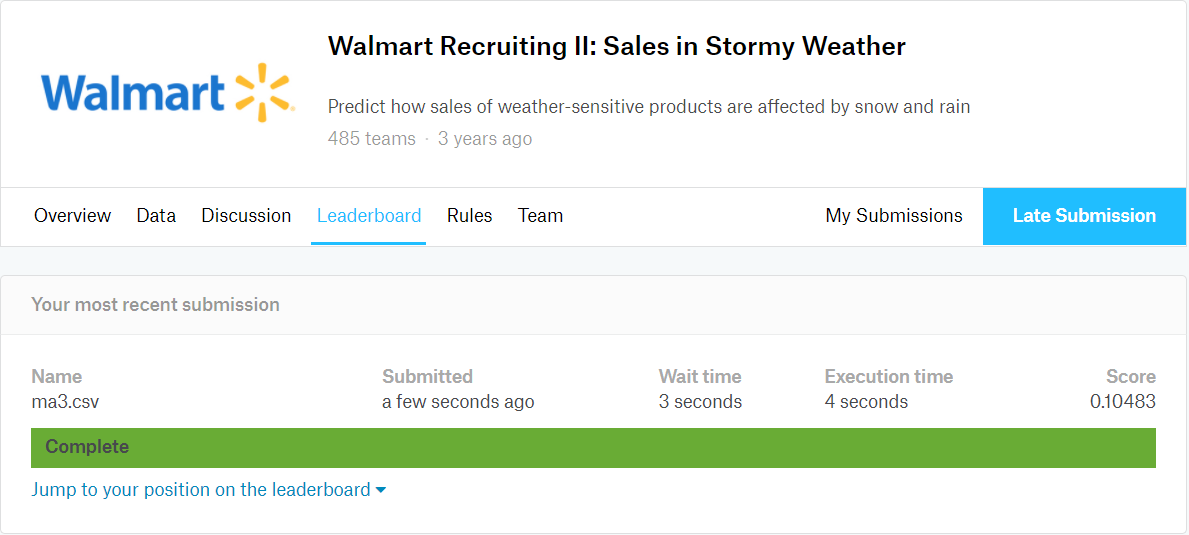 Walmart
Walmart Recruiting II: Sales in Stormy Weather
Predict how sales of weather-sensitive products are affected by snow and rain
485 teams · 3 years ago
Overview Data Discussion Leaderboard Rules Team My Submissions Late Submission
Your most recent submission
Name Submitted Wait time Execution time Score
ma3.csv a few seconds ago 3 seconds 4 seconds 0.10483
Complete
Jump to your position on the leaderboard